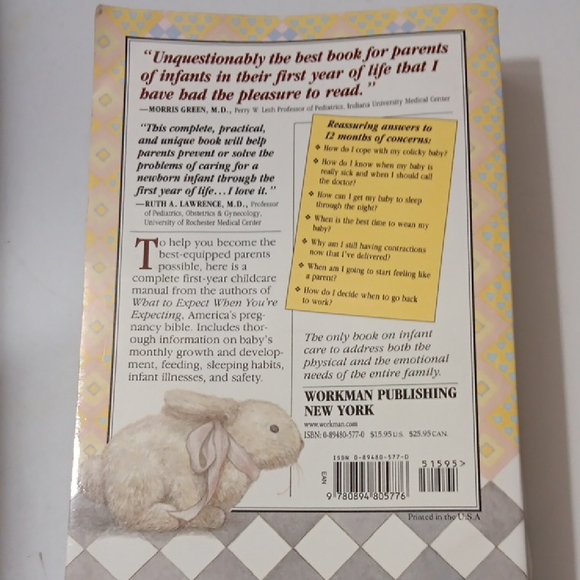 "Unquestionably the best book for parents
of infants in their first year of life that I
have had the pleasure to read."
—MORRIS GREEN, M.D., Perry W. Lesh Professor of Pediatrics, Indiana University Medical Center
"This complete, practical,
and unique book will help
parents prevent or solve the
problems of caring for a
newborn infant through the
first year of life...I love it."
—RUTH A. LAWRENCE, M.D., Professor
of Pediatrics, Obstetrics & Gynecology,
University of Rochester Medical Center
To help you become the
best-equipped parents
possible, here is a
complete first-year childcare
manual from the authors of
What to Expect When You're
Expecting, America's preg-
nancy bible. Includes thor-
ough information on baby's
monthly growth and develop-
ment, feeding, sleeping habits,
infant illnesses, and safety.
Reassuring answers to
12 months of concerns:
❖ How do I cope with my colicky baby?
❖ How do I know when my baby is
really sick and when I should call
the doctor?
❖ How can I get my baby to sleep
through the night?
❖ When is the best time to wean my
baby?
❖ Why am I still having contractions
now that I've delivered?
❖ When am I going to start feeling like
a parent?
❖ How do I decide when to go back
to work?
The only book on infant
care to address both the
physical and the emotional
needs of the entire family.
WORKMAN PUBLISHING
NEW YORK
www.workman.com
ISBN: 0-89480-577-0 $15.95 U.S. $25.95 CAN.
ISBN 0-89480-577-0
51595>
EAN
9 780894 805776
Printed in the U.S.A